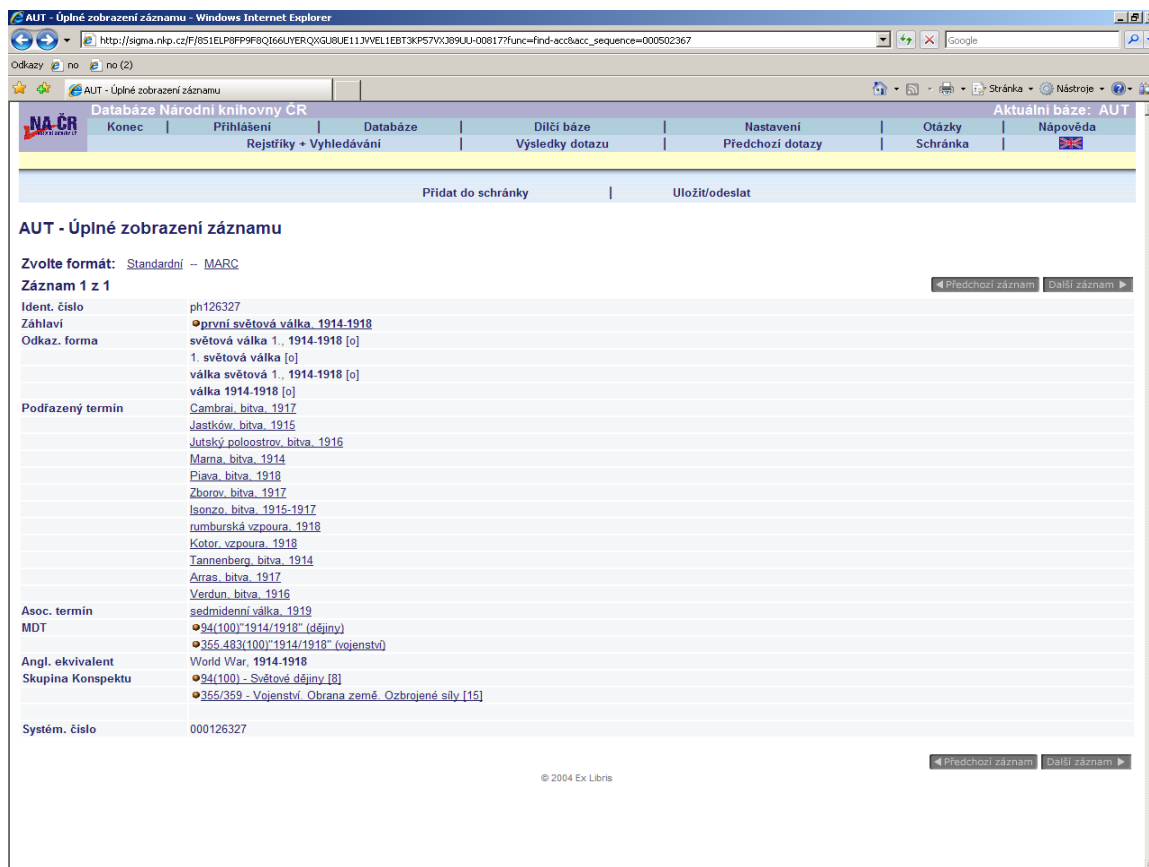 AUT - Úplné zobrazení záznamu - Windows Internet Explorer
http://sigma.nkp.cz/F/851ELP8FP9F8QI66UYERQXGU8UE11JVVEL1EBT3KP57VXJ89UU-00817?func=find-acc&acc_sequence=000502367
Google
Odkazy no no (2)
AUT - Úplné zobrazení záznamu Stránka Nástroje
Databáze Národní knihovny ČR Aktuální báze: AUT
NA ČR
Konec | Přihlášení | Databáze | Dílčí báze | Nastavení | Otázky | Nápověda
Rejstříky + Vyhledávání | Výsledky dotazu | Předchozí dotazy | Schránka |
Přidat do schránky | Uložit/odeslat
AUT - Úplné zobrazení záznamu
Zvolte formát: Standardní -- MARC
Záznam 1 z 1 Předchozí záznam Další záznam
Ident. číslo ph126327
Záhlaví první světová válka, 1914-1918
Odkaz. forma světová válka 1., 1914-1918 [o]
1. světová válka [o]
válka světová 1., 1914-1918 [o]
válka 1914-1918 [o]
Podřazený termín Cambrai, bitva, 1917
Jastków, bitva, 1915
Jutský poloostrov, bitva, 1916
Marna, bitva, 1914
Piava, bitva, 1918
Zborov, bitva, 1917
Isonzo, bitva, 1915-1917
rumburská vzpoura, 1918
Kotor, vzpoura, 1918
Tannenberg, bitva, 1914
Arras, bitva, 1917
Verdun, bitva, 1916
Asoc. termín sedmidenní válka, 1919
MDT 94(100)"1914/1918" (dějiny)
355.483(100)"1914/1918" (vojenství)
Angl. ekvivalent World War, 1914-1918
Skupina Konspektu 94(100) - Světové dějiny [8]
355/359 - Vojenství. Obrana země. Ozbrojené síly [15]
Systém. číslo 000126327
Předchozí záznam Další záznam
© 2004 Ex Libris